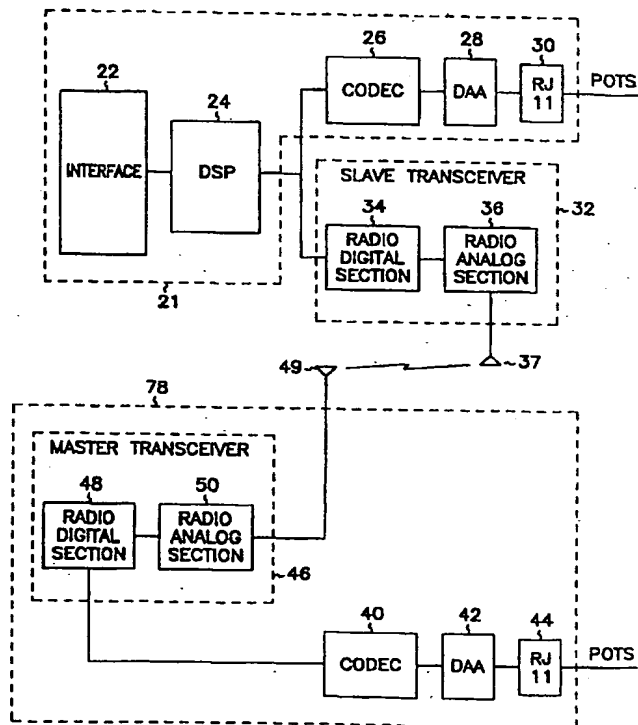 26
28
30
22
24
CODEC
DAA
RJ
11
POTS
INTERFACE
DSP
SLAVE TRANSCEIVER
32
34
36
RADIO
DIGITAL
SECTION
RADIO
ANALOG
SECTION
21
49
37
78
MASTER TRANSCEIVER
48
50
RADIO
DIGITAL
SECTION
RADIO
ANALOG
SECTION
46
40
42
44
CODEC
DAA
RJ
11
POTS